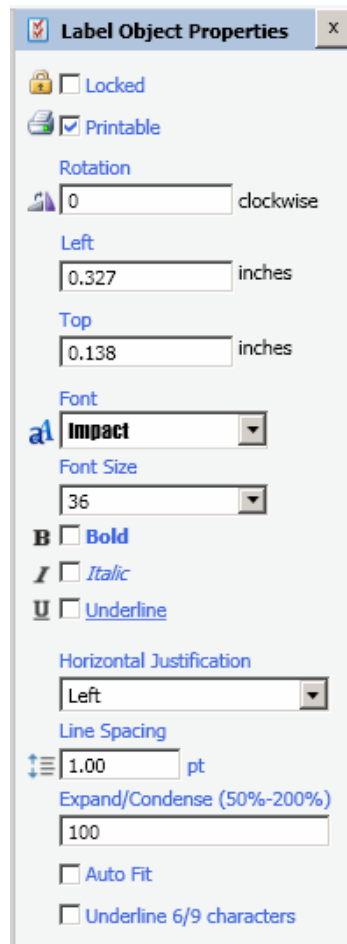 Label Object Properties x
Locked
Printable
Rotation
0 clockwise
Left
0.327 inches
Top
0.138 inches
Font
Impact
Font Size
36
B Bold
I Italic
U Underline
Horizontal Justification
Left
Line Spacing
1.00 pt
Expand/Condense (50%-200%)
100
Auto Fit
Underline 6/9 characters